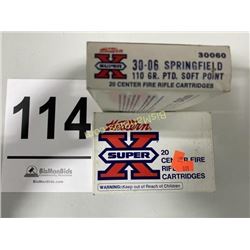 Western
SUPER
X
30060
30-06 SPRINGFIELD
110 GR. PTD. SOFT POINT
20 CENTER FIRE RIFLE CARTRIDGES
114
BisManBids
Western
SUPER
X
20
CENTER FIRE
RIFLE
CARTRIDGES
WARNING: Keep out of Reach of Children